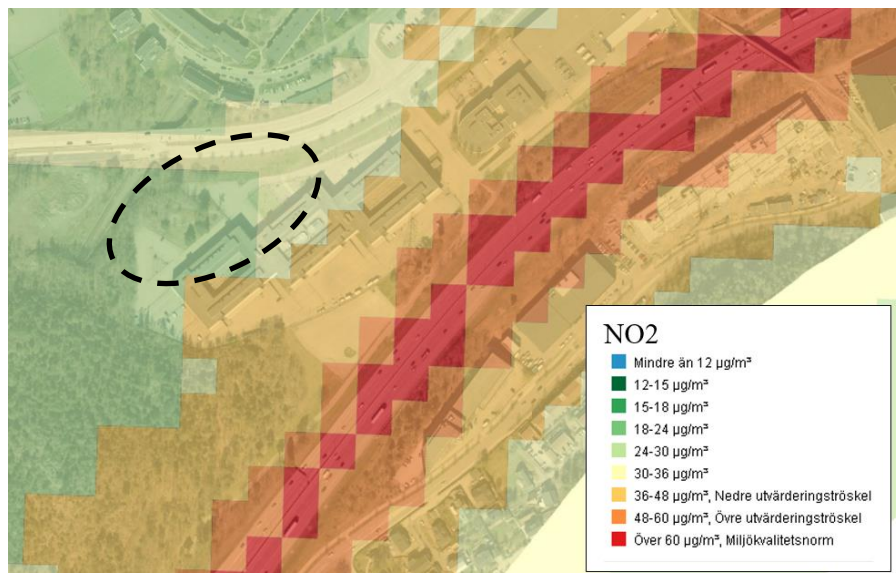 NO2
Mindre än 12 µg/m³
12-15 µg/m³
15-18 µg/m³
18-24 µg/m³
24-30 µg/m³
30-36 µg/m³
36-48 µg/m³, Nedre utvärderingströskel
48-60 µg/m³, Övre utvärderingströskel
Över 60 µg/m³, Miljökvalitetsnorm